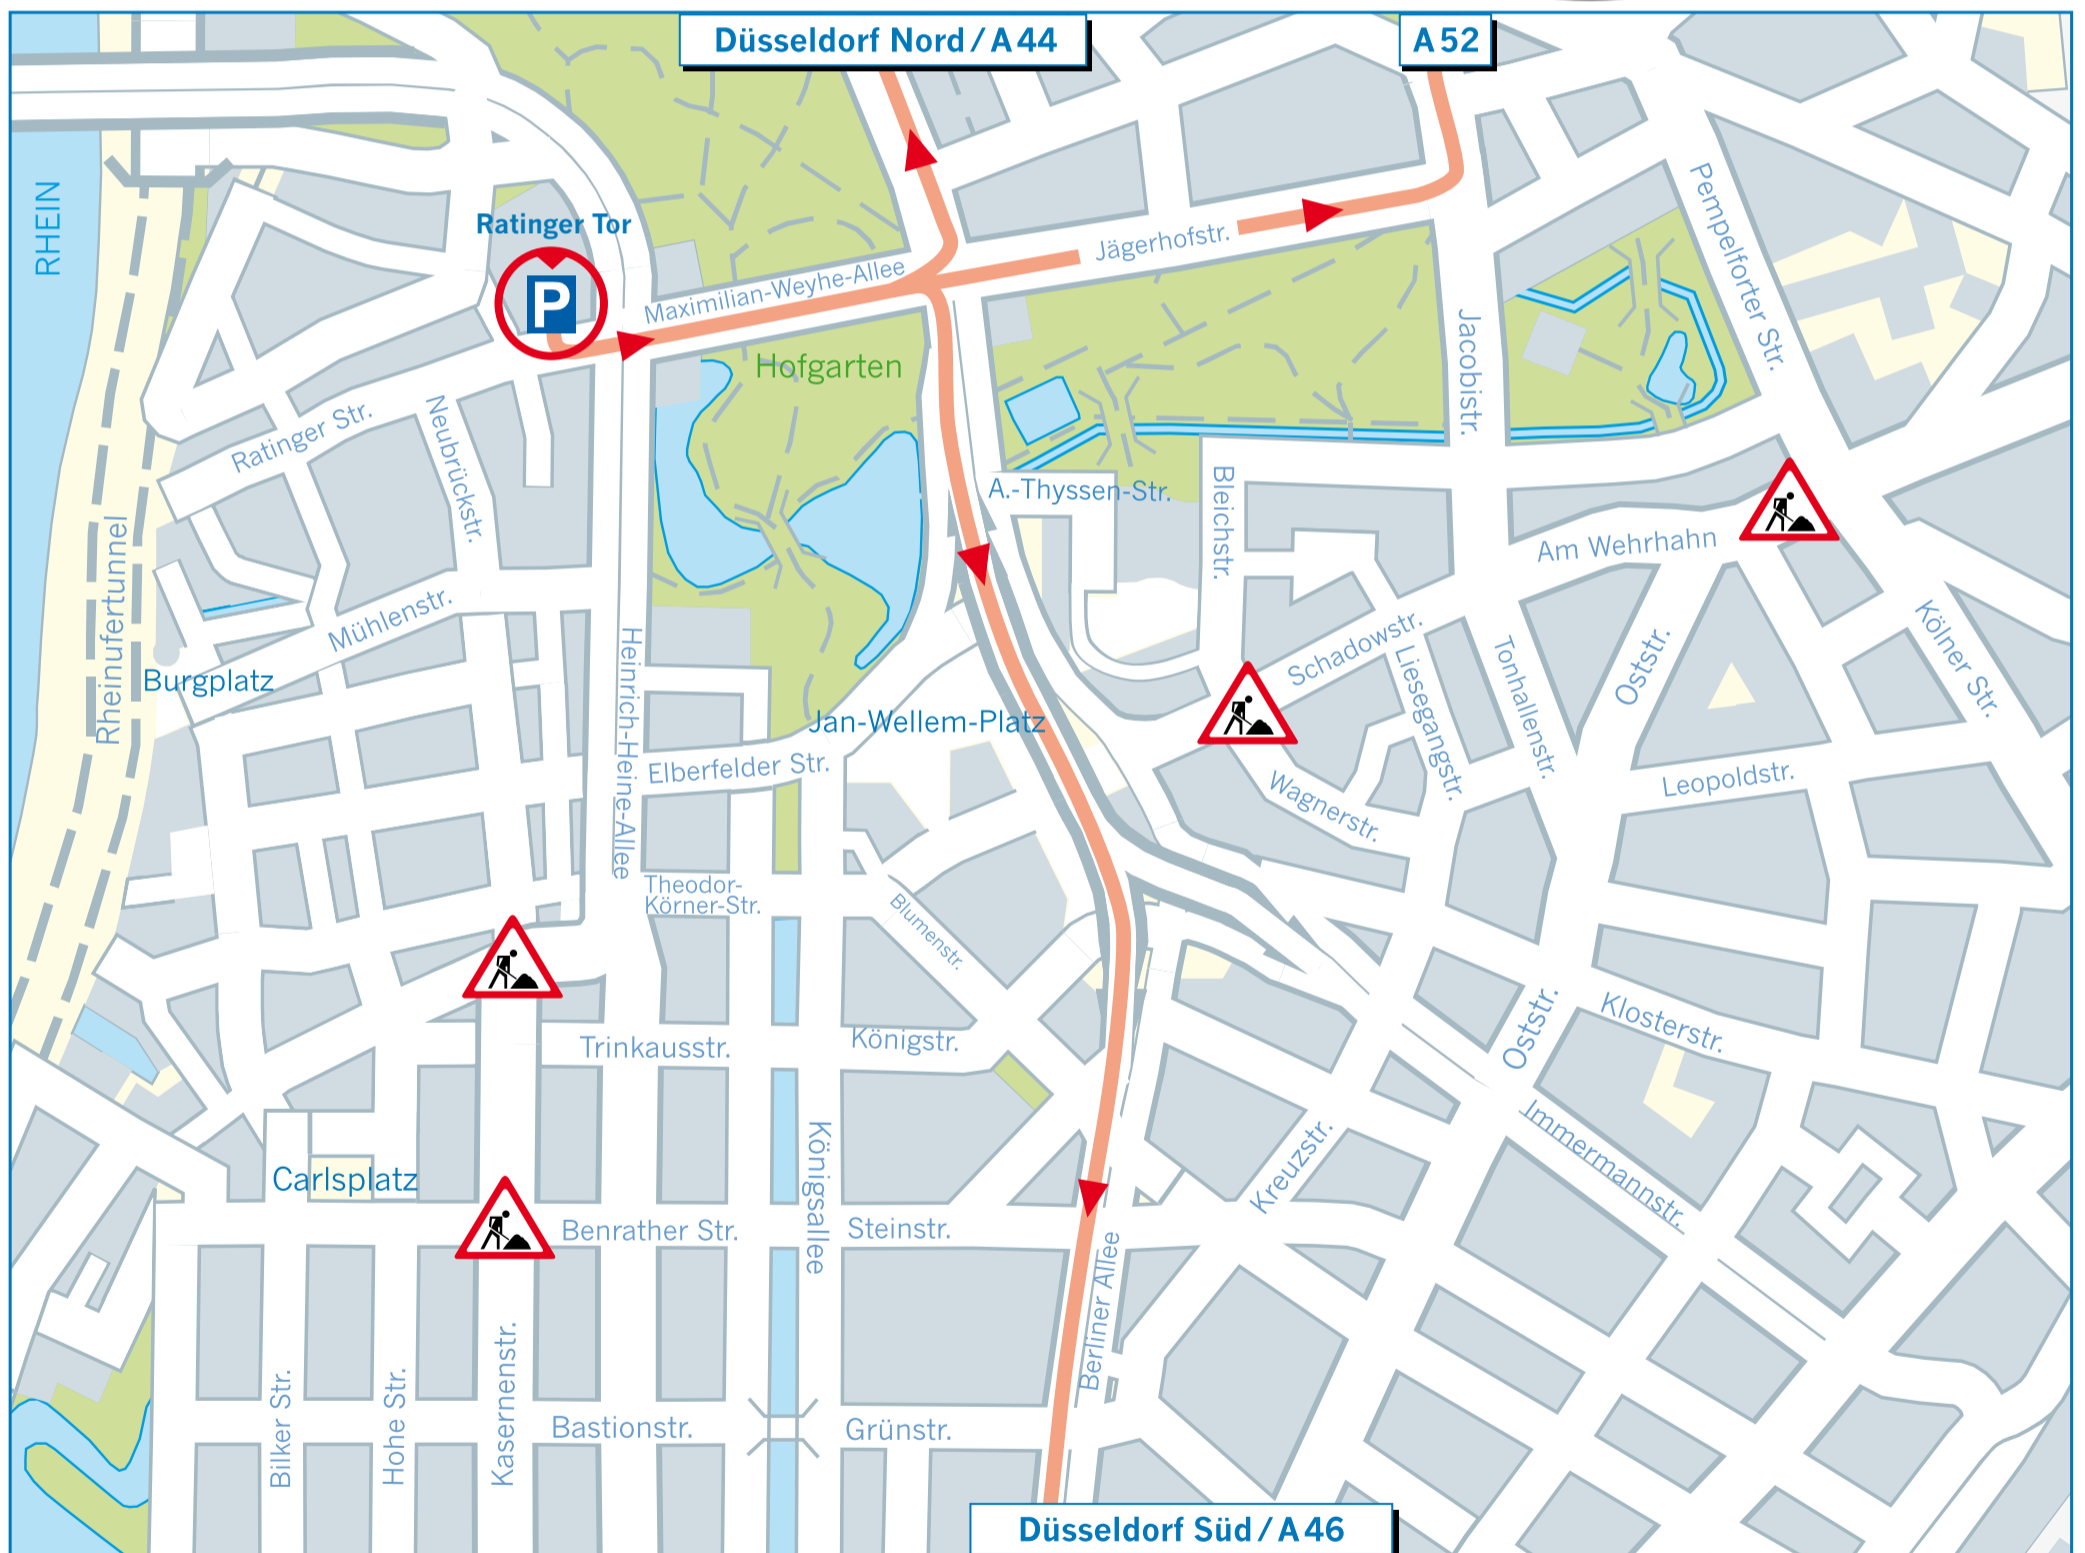 Düsseldorf Nord / A 44
A 52
RHEIN
Pempelforter Str.
Ratinger Tor
P
Jägerhofstr.
Maximilian-Weyhe-Allee
Hofgarten
Jacobistr.
Ratinger Str.
Neubrückstr.
A.-Thyssen-Str.
Bleichstr.
Am Wehrhahn
Rheinufertunnel
Mühlenstr.
Burgplatz
Heinrich-Heine-Allee
Schadowstr.
Liesegangstr.
Tonhallenstr.
Oststr.
Kölner Str.
Jan-Wellem-Platz
Elberfelder Str.
Wagnerstr.
Leopoldstr.
Theodor-
Körner-Str.
Blumenstr.
Trinkausstr.
Königstr.
Oststr.
Klosterstr.
Immermannstr.
Kreuzstr.
Carlsplatz
Königsallee
Benrather Str.
Steinstr.
Berliner Allee
Bilker Str.
Hohe Str.
Kasernenstr.
Bastionstr.
Grünstr.
Düsseldorf Süd / A 46